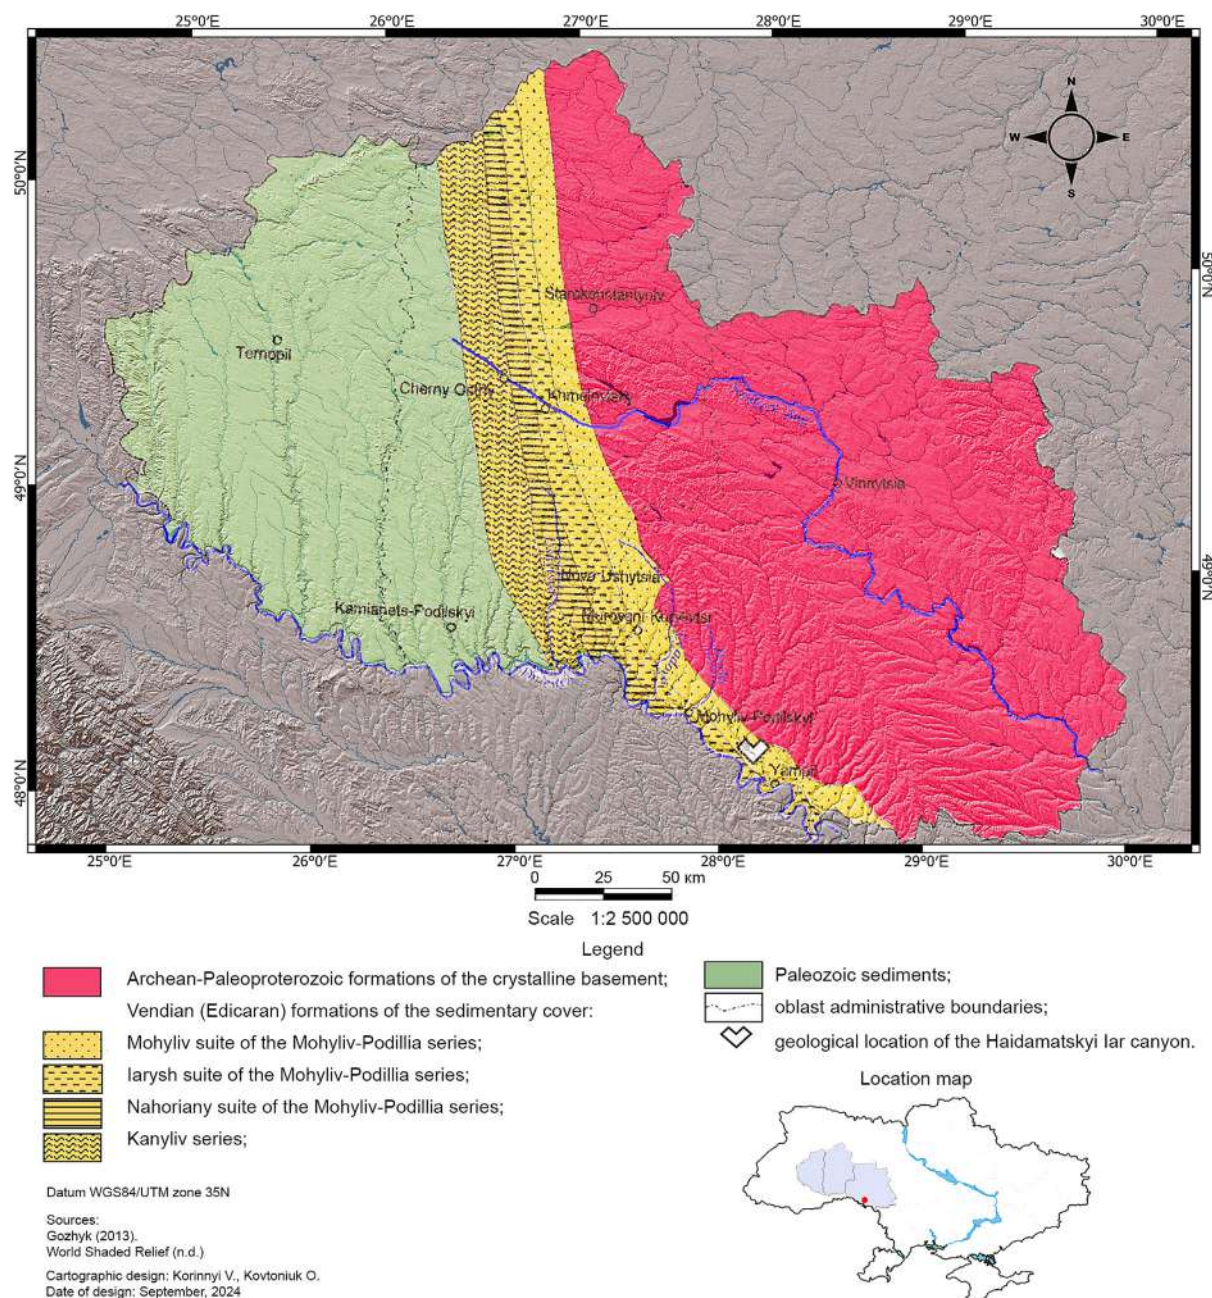 25°0'E 26°0'E 27°0'E 28°0'E 29°0'E 30°0'E
N
W E
S
50°0'N
50°0'N
Starokonstantyniv
Ternopil
Cherny Ostriv
Khmelnytsky
49°0'N
Vinnytsia
49°0'N
Nova Ushytsia
Kamianets-Podilskyi
Murovani Kurylivtsi
Mohyliv-Podilskyi
Yampil
48°0'N
25°0'E 26°0'E 27°0'E 28°0'E 29°0'E 30°0'E
0 25 50 км
Scale 1:2 500 000
Legend
Archean-Paleoproterozoic formations of the crystalline basement;
Vendian (Edicaran) formations of the sedimentary cover:
Mohyliv suite of the Mohyliv-Podillia series;
Iarysh suite of the Mohyliv-Podillia series;
Nahoriany suite of the Mohyliv-Podillia series;
Kanyliv series;
Paleozoic sediments;
oblast administrative boundaries;
geological location of the Haidamatskyi Iar canyon.
Location map
Datum WGS84/UTM zone 35N
Sources:
Gozhyk (2013).
World Shaded Relief (n.d.)
Cartographic design: Korinnyi V., Kovtoniuk O.
Date of design: September, 2024